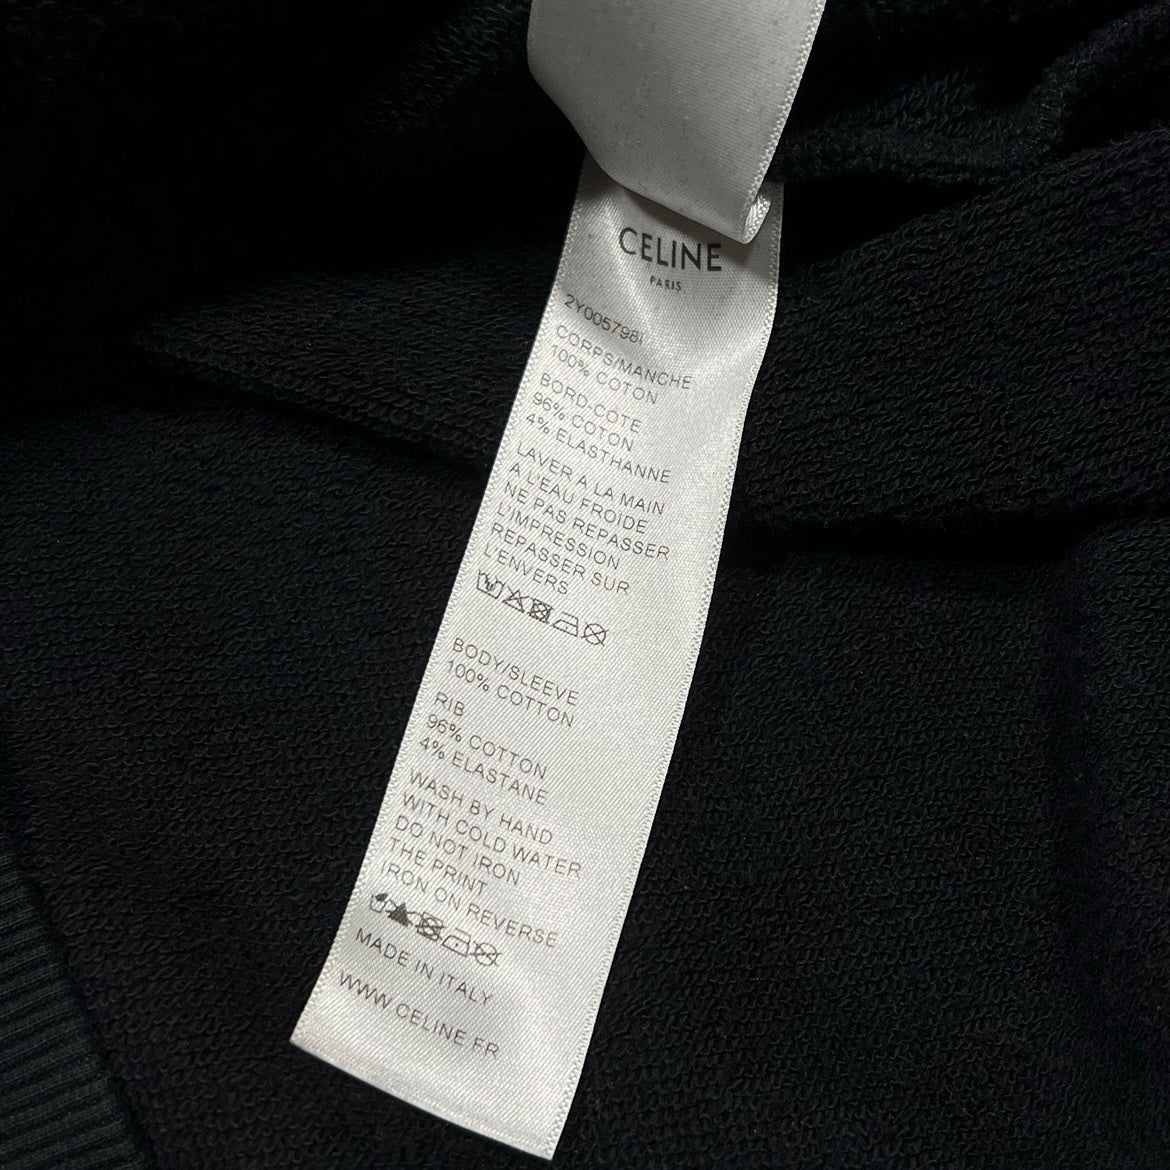 CELINE
PARIS
2Y005798I
CORPS/MANCHE
100% COTON
BORD-COTE
96% COTON
4% ELASTHANNE
LAVER A LA MAIN
A L'EAU FROIDE
NE PAS REPASSER
L'IMPRESSION
REPASSER SUR
L'ENVERS
BODY/SLEEVE
100% COTTON
RIB
96% COTTON
4% ELASTANE
WASH BY HAND
WITH COLD WATER
DO NOT IRON
THE PRINT
IRON ON REVERSE
MADE IN ITALY
WWW.CELINE.FR